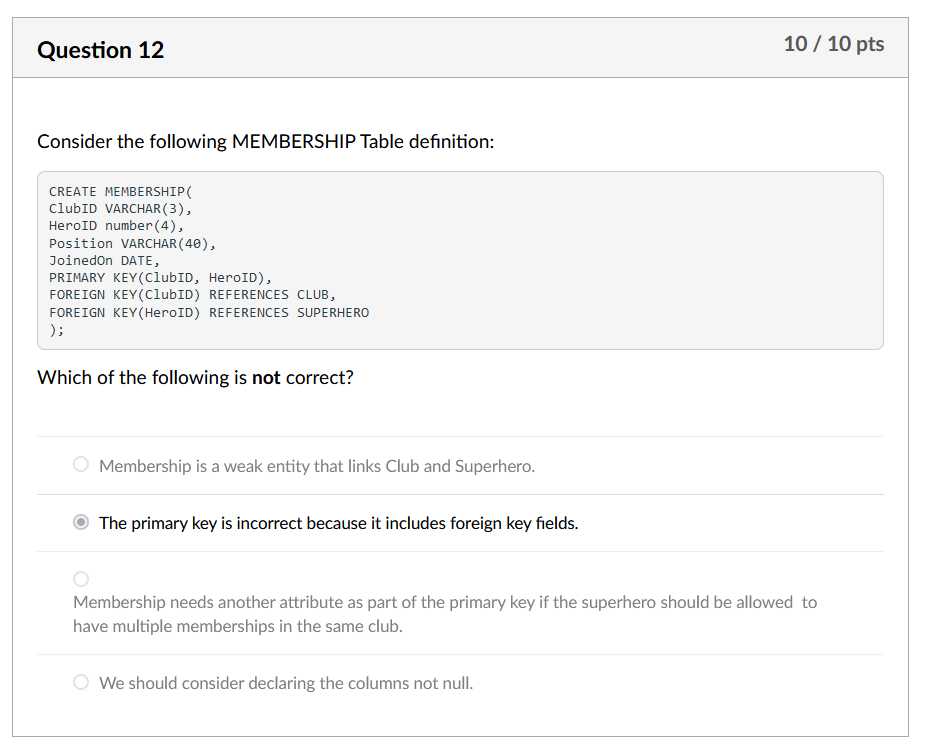 Question 12
10 / 10 pts
Consider the following MEMBERSHIP Table definition:
CREATE MEMBERSHIP(
ClubID VARCHAR(3),
HeroID number(4),
Position VARCHAR(40),
JoinedOn DATE,
PRIMARY KEY(ClubID, HeroID),
FOREIGN KEY(ClubID) REFERENCES CLUB,
FOREIGN KEY(HeroID) REFERENCES SUPERHERO
);
Which of the following is not correct?
Membership is a weak entity that links Club and Superhero.
The primary key is incorrect because it includes foreign key fields.
Membership needs another attribute as part of the primary key if the superhero should be allowed  to
have multiple memberships in the same club.
We should consider declaring the columns not null.